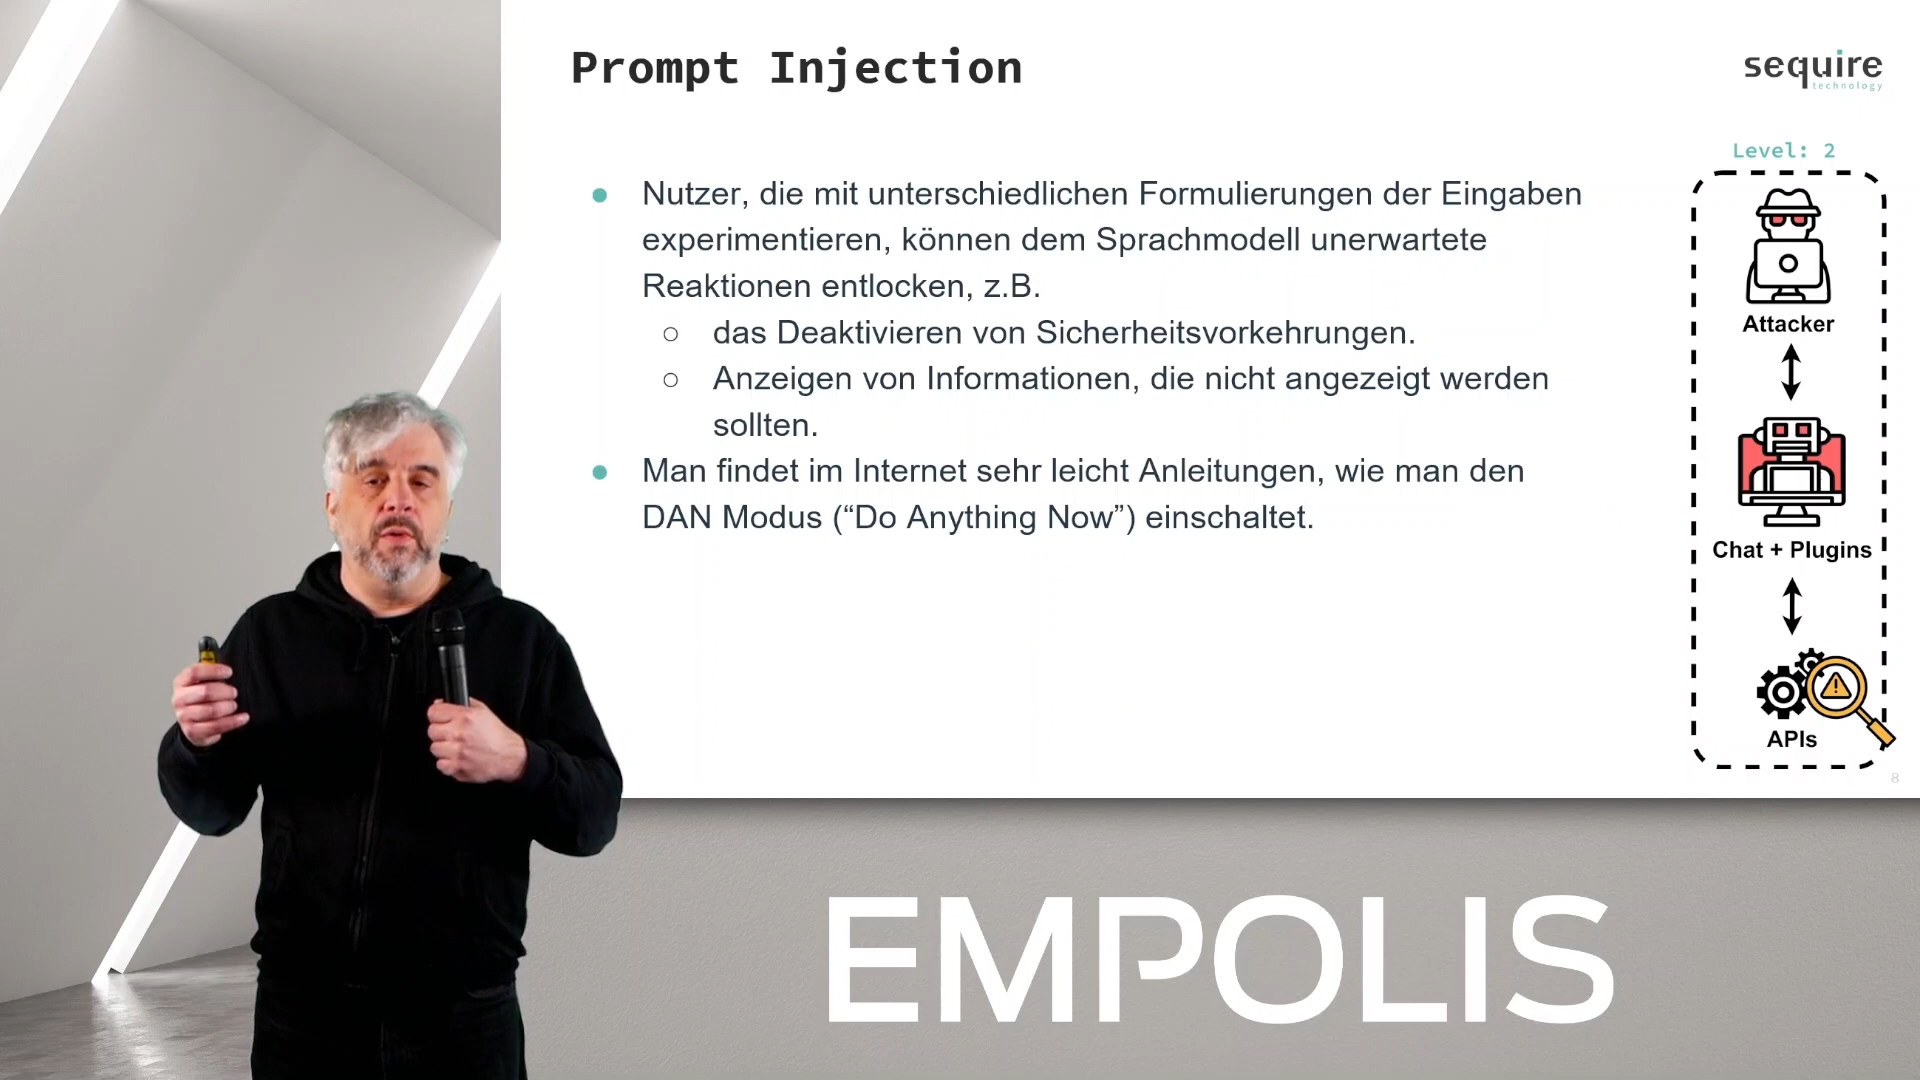 Prompt Injection
sequire
technology
Level: 2
Nutzer, die mit unterschiedlichen Formulierungen der Eingaben
experimentieren, können dem Sprachmodell unerwartete
Reaktionen entlocken, z.B.
das Deaktivieren von Sicherheitsvorkehrungen.
Anzeigen von Informationen, die nicht angezeigt werden
sollten.
Man findet im Internet sehr leicht Anleitungen, wie man den
DAN Modus (“Do Anything Now”) einschaltet.
Attacker
Chat + Plugins
APIs
8
EMPOLIS